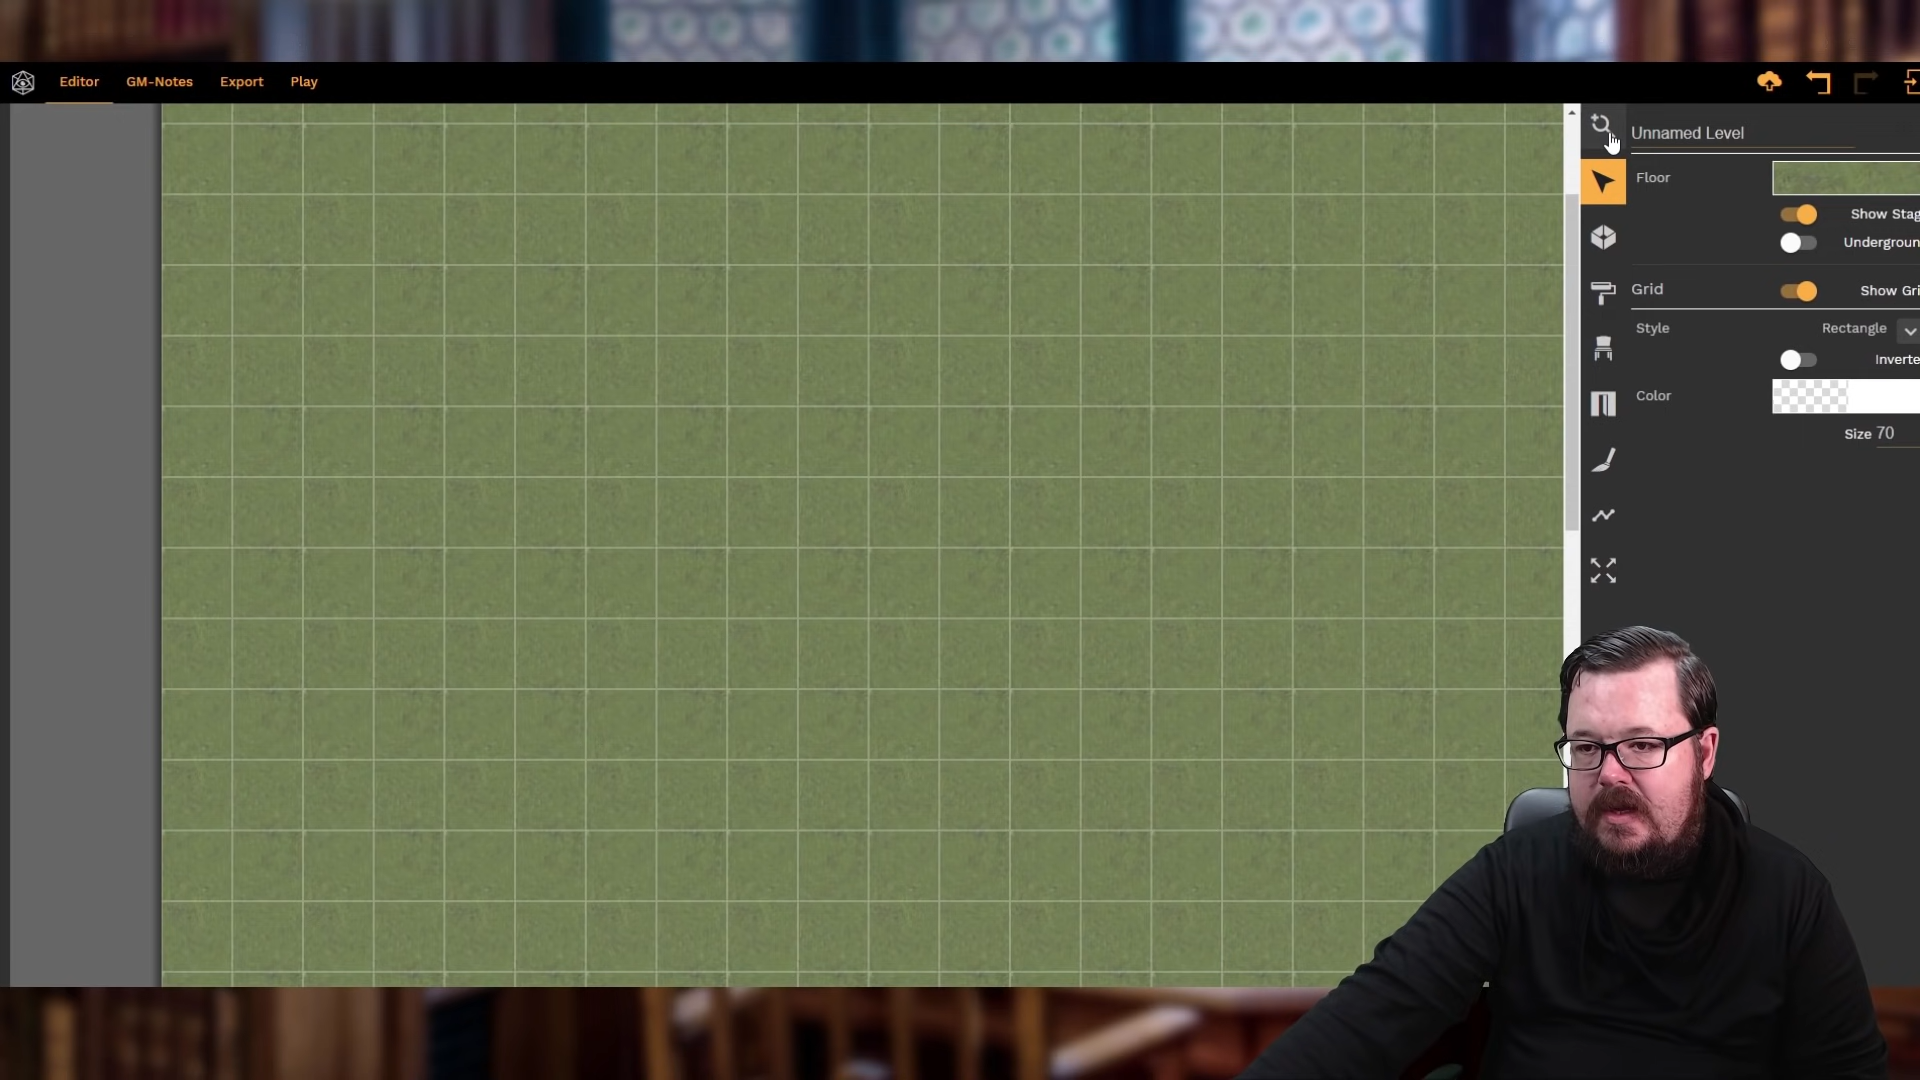 Editor GM-Notes Export Play
Unnamed Level
Floor
Show Stag
Undergroun
Grid Show Gri
Style Rectangle
Inverte
Color
Size 70